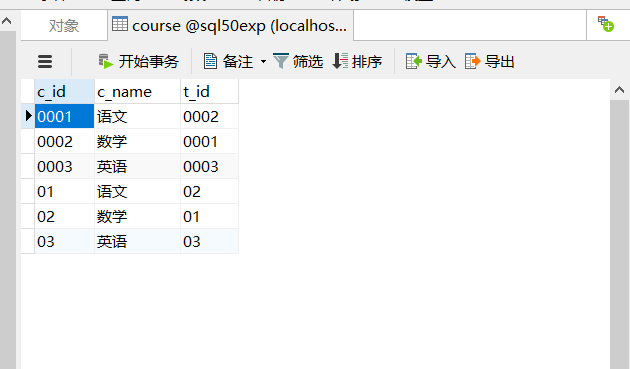 对象 course @sql50exp (localhos...
开始事务 备注 筛选 排序 导入 导出
c_id c_name t_id
0001 语文 0002
0002 数学 0001
0003 英语 0003
01 语文 02
02 数学 01
03 英语 03